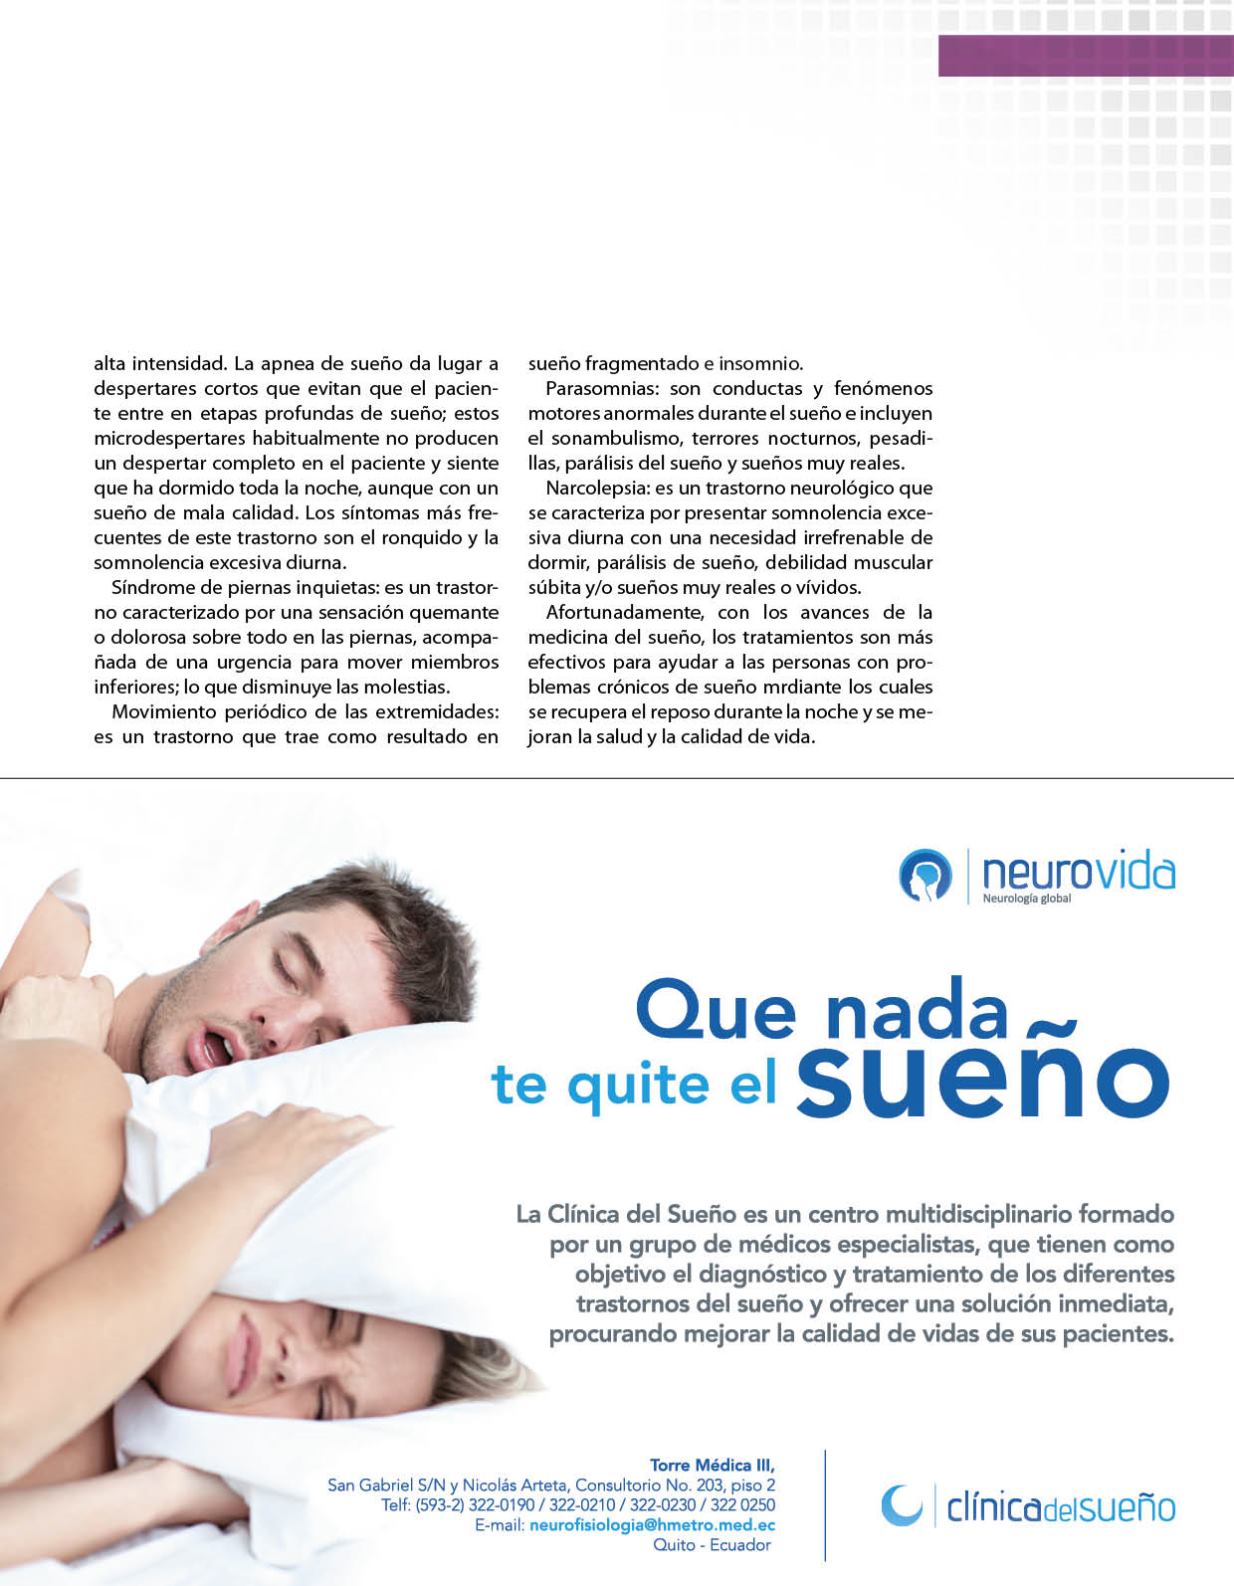 alta intensidad. La apnea de sueño da lugar a
despertares cortos que evitan que el pacien-
te entre en etapas profundas de sueño; estos
microdespertares habitualmente no producen
un despertar completo en el paciente y siente
que ha dormido toda la noche, aunque con un
sueño de mala calidad. Los síntomas más fre-
cuentes de este trastorno son el ronquido y la
somnolencia excesiva diurna.
Síndrome de piernas inquietas: es un trastor-
no caracterizado por una sensación quemante
o dolorosa sobre todo en las piernas, acompa-
ñada de una urgencia para mover miembros
inferiores; lo que disminuye las molestias.
Movimiento periódico de las extremidades:
es un trastorno que trae como resultado en
sueño fragmentado e insomnio.
Parasomnias: son conductas y fenómenos
motores anormales durante el sueño e incluyen
el sonambulismo, terrores nocturnos, pesadi-
llas, parálisis del sueño y sueños muy reales.
Narcolepsia: es un trastorno neurológico que
se caracteriza por presentar somnolencia exce-
siva diurna con una necesidad irrefrenable de
dormir, parálisis de sueño, debilidad muscular
súbita y/o sueños muy reales o vívidos.
Afortunadamente, con los avances de la
medicina del sueño, los tratamientos son más
efectivos para ayudar a las personas con pro-
blemas crónicos de sueño mrdiante los cuales
se recupera el reposo durante la noche y se me-
joran la salud y la calidad de vida.
neurovida
Neurología global
Que nada
te quite el sueño
La Clínica del Sueño es un centro multidisciplinario formado
por un grupo de médicos especialistas, que tienen como
objetivo el diagnóstico y tratamiento de los diferentes
trastornos del sueño y ofrecer una solución inmediata,
procurando mejorar la calidad de vidas de sus pacientes.
Torre Médica III,
San Gabriel S/N y Nicolás Arteta, Consultorio No. 203, piso 2
Telf: (593-2) 322-0190 / 322-0210 / 322-0230 / 322 0250
E-mail: neurofisiologia@hmetro.med.ec
Quito - Ecuador
clínicadelsueño